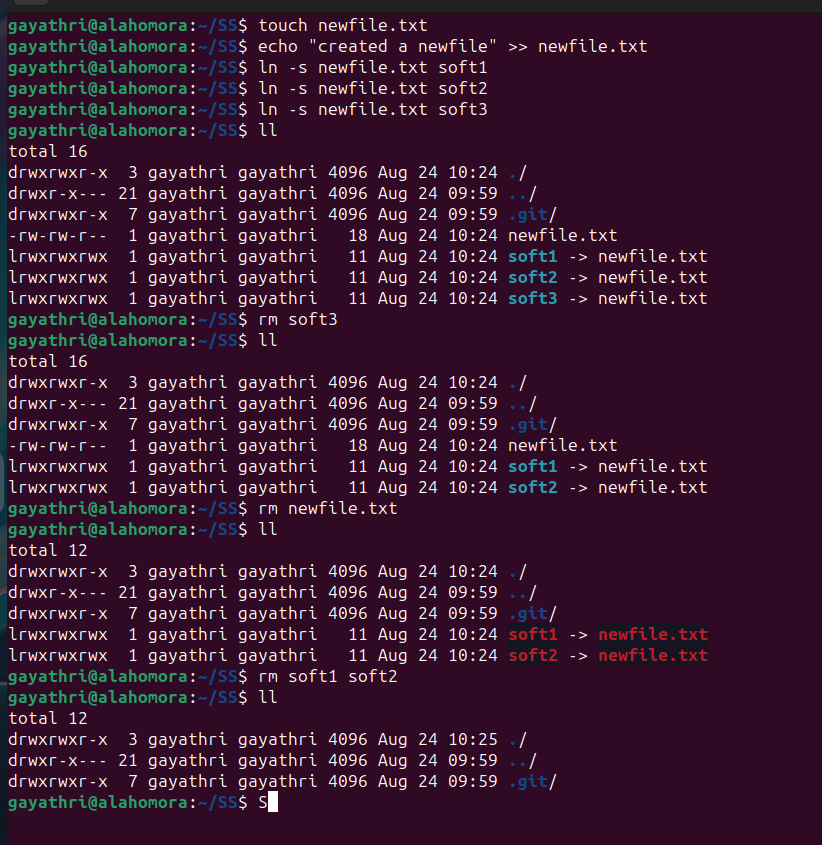 gayathri@alahomora:~/SS$ touch newfile.txt
gayathri@alahomora:~/SS$ echo "created a newfile" >> newfile.txt
gayathri@alahomora:~/SS$ ln -s newfile.txt soft1
gayathri@alahomora:~/SS$ ln -s newfile.txt soft2
gayathri@alahomora:~/SS$ ln -s newfile.txt soft3
gayathri@alahomora:~/SS$ ll
total 16
drwxrwxr-x  3 gayathri gayathri 4096 Aug 24 10:24 ./
drwxr-x--- 21 gayathri gayathri 4096 Aug 24 09:59 ../
drwxrwxr-x  7 gayathri gayathri 4096 Aug 24 09:59 .git/
-rw-rw-r--  1 gayathri gayathri   18 Aug 24 10:24 newfile.txt
lrwxrwxrwx  1 gayathri gayathri   11 Aug 24 10:24 soft1 -> newfile.txt
lrwxrwxrwx  1 gayathri gayathri   11 Aug 24 10:24 soft2 -> newfile.txt
lrwxrwxrwx  1 gayathri gayathri   11 Aug 24 10:24 soft3 -> newfile.txt
gayathri@alahomora:~/SS$ rm soft3
gayathri@alahomora:~/SS$ ll
total 16
drwxrwxr-x  3 gayathri gayathri 4096 Aug 24 10:24 ./
drwxr-x--- 21 gayathri gayathri 4096 Aug 24 09:59 ../
drwxrwxr-x  7 gayathri gayathri 4096 Aug 24 09:59 .git/
-rw-rw-r--  1 gayathri gayathri   18 Aug 24 10:24 newfile.txt
lrwxrwxrwx  1 gayathri gayathri   11 Aug 24 10:24 soft1 -> newfile.txt
lrwxrwxrwx  1 gayathri gayathri   11 Aug 24 10:24 soft2 -> newfile.txt
gayathri@alahomora:~/SS$ rm newfile.txt
gayathri@alahomora:~/SS$ ll
total 12
drwxrwxr-x  3 gayathri gayathri 4096 Aug 24 10:24 ./
drwxr-x--- 21 gayathri gayathri 4096 Aug 24 09:59 ../
drwxrwxr-x  7 gayathri gayathri 4096 Aug 24 09:59 .git/
lrwxrwxrwx  1 gayathri gayathri   11 Aug 24 10:24 soft1 -> newfile.txt
lrwxrwxrwx  1 gayathri gayathri   11 Aug 24 10:24 soft2 -> newfile.txt
gayathri@alahomora:~/SS$ rm soft1 soft2
gayathri@alahomora:~/SS$ ll
total 12
drwxrwxr-x  3 gayathri gayathri 4096 Aug 24 10:25 ./
drwxr-x--- 21 gayathri gayathri 4096 Aug 24 09:59 ../
drwxrwxr-x  7 gayathri gayathri 4096 Aug 24 09:59 .git/
gayathri@alahomora:~/SS$ S